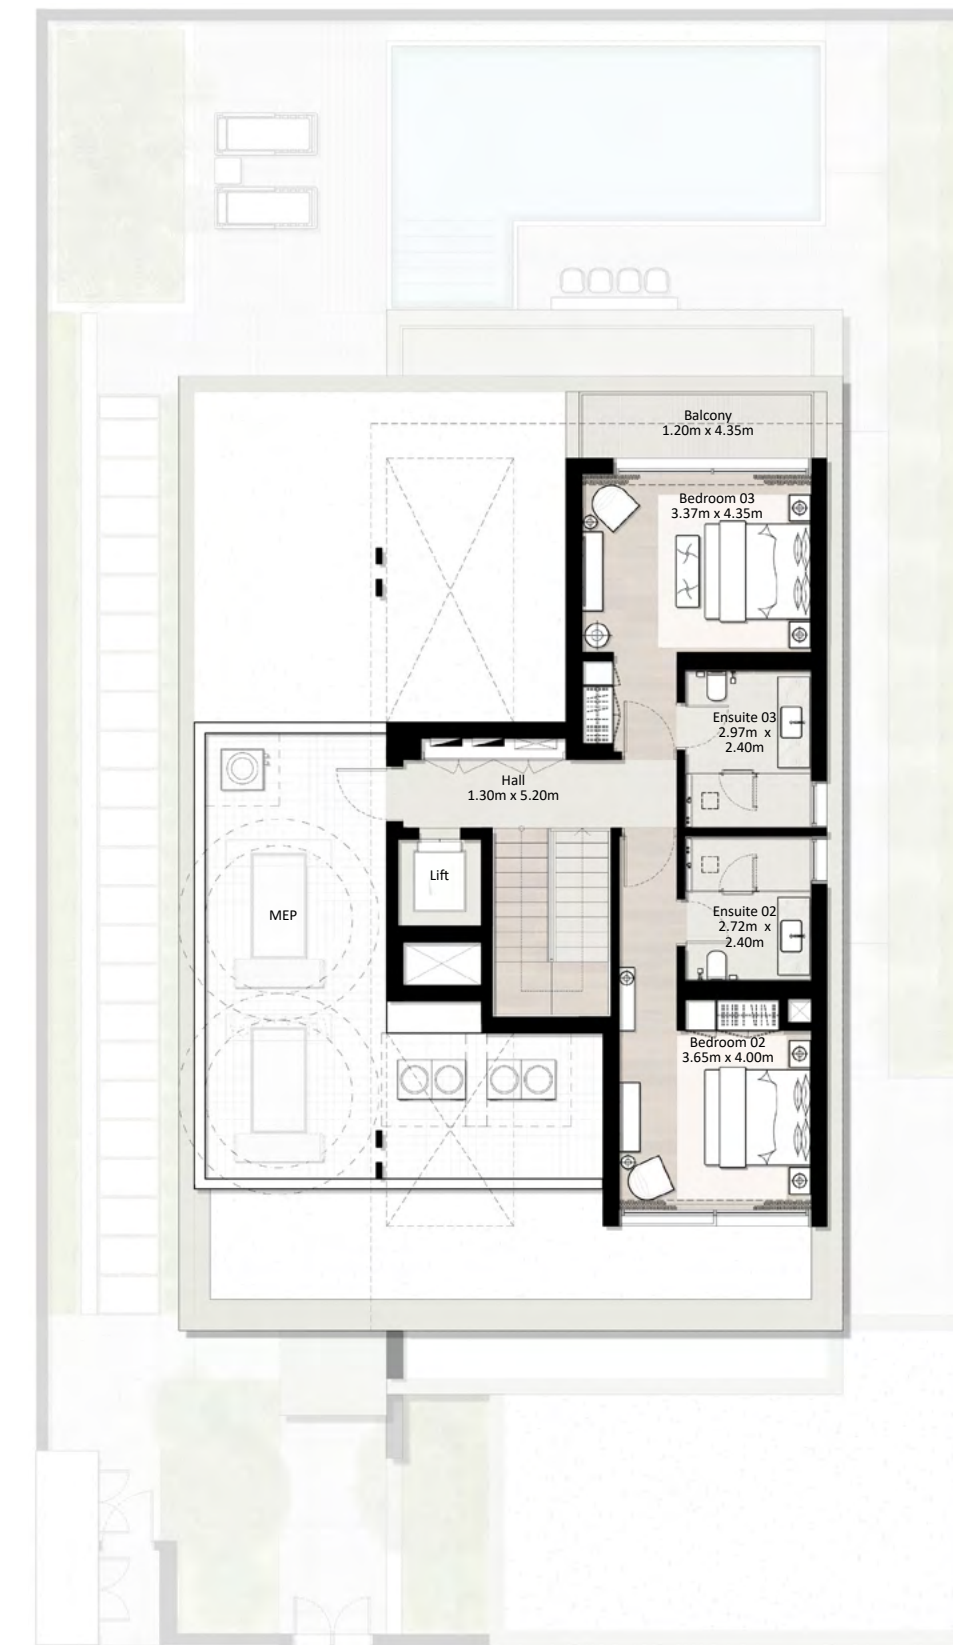 Balcony
1.20m x 4.35m
Bedroom 03
3.37m x 4.35m
Ensuite 03
2.97m x
2.40m
Hall
1.30m x 5.20m
Lift
MEP
Ensuite 02
2.72m x
2.40m
Bedroom 02
3.65m x 4.00m